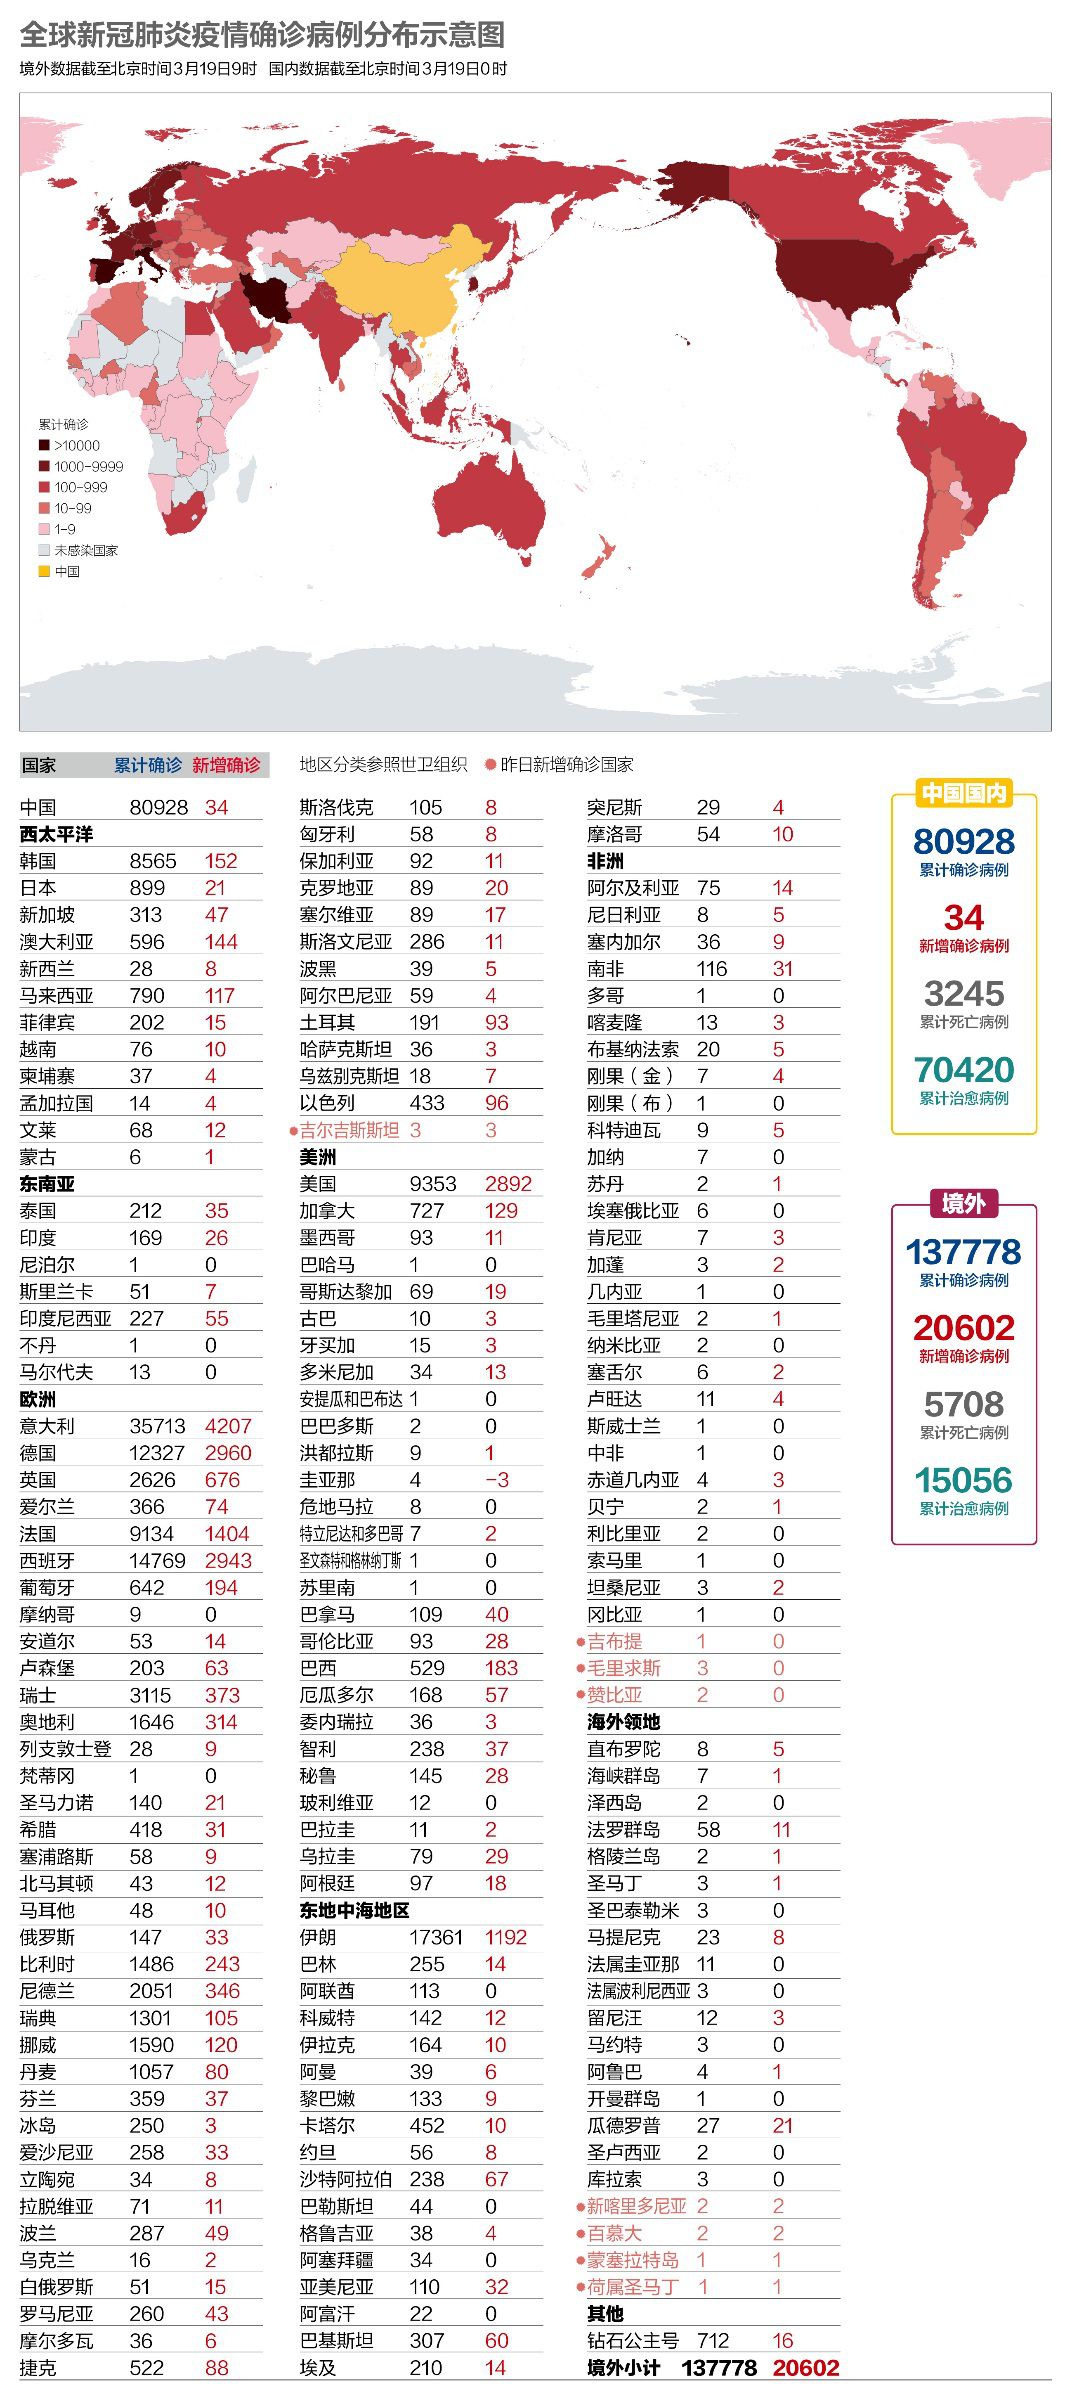 全球新冠肺炎疫情确诊病例分布示意图
境外数据截至北京时间3月19日9时 国内数据截至北京时间3月19日0时
累计确诊
>10000
1000-9999
100-999
10-99
1-9
未感染国家
中国
国家 累计确诊 新增确诊
中国 80928 34
西太平洋
韩国 8565 152
日本 899 21
新加坡 313 47
澳大利亚 596 144
新西兰 28 8
马来西亚 790 117
菲律宾 202 15
越南 76 10
柬埔寨 37 4
孟加拉国 14 4
文莱 68 12
蒙古 6 1
东南亚
泰国 212 35
印度 169 26
尼泊尔 1 0
斯里兰卡 51 7
印度尼西亚 227 55
不丹 1 0
马尔代夫 13 0
欧洲
意大利 35713 4207
德国 12327 2960
英国 2626 676
爱尔兰 366 74
法国 9134 1404
西班牙 14769 2943
葡萄牙 642 194
摩纳哥 9 0
安道尔 53 14
卢森堡 203 63
瑞士 3115 373
奥地利 1646 314
列支敦士登 28 9
梵蒂冈 1 0
圣马力诺 140 21
希腊 418 31
塞浦路斯 58 9
北马其顿 43 12
马耳他 48 10
俄罗斯 147 33
比利时 1486 243
尼德兰 2051 346
瑞典 1301 105
挪威 1590 120
丹麦 1057 80
芬兰 359 37
冰岛 250 3
爱沙尼亚 258 33
立陶宛 34 8
拉脱维亚 71 11
波兰 287 49
乌克兰 16 2
白俄罗斯 51 15
罗马尼亚 260 43
摩尔多瓦 36 6
捷克 522 88
地区分类参照世卫组织 昨日新增确诊国家
斯洛伐克 105 8
匈牙利 58 8
保加利亚 92 11
克罗地亚 89 20
塞尔维亚 89 17
斯洛文尼亚 286 11
波黑 39 5
阿尔巴尼亚 59 4
土耳其 191 93
哈萨克斯坦 36 3
乌兹别克斯坦 18 7
以色列 433 96
吉尔吉斯斯坦 3 3
美洲
美国 9353 2892
加拿大 727 129
墨西哥 93 11
巴哈马 1 0
哥斯达黎加 69 19
古巴 10 3
牙买加 15 3
多米尼加 34 13
安提瓜和巴布达 1 0
巴巴多斯 2 0
洪都拉斯 9 1
圭亚那 4 -3
危地马拉 8 0
特立尼达和多巴哥 7 2
圣文森特和格林纳丁斯 1 0
苏里南 1 0
巴拿马 109 40
哥伦比亚 93 28
巴西 529 183
厄瓜多尔 168 57
委内瑞拉 36 3
智利 238 37
秘鲁 145 28
玻利维亚 12 0
巴拉圭 11 2
乌拉圭 79 29
阿根廷 97 18
东地中海地区
伊朗 17361 1192
巴林 255 14
阿联酋 113 0
科威特 142 12
伊拉克 164 10
阿曼 39 6
黎巴嫩 133 9
卡塔尔 452 10
约旦 56 8
沙特阿拉伯 238 67
巴勒斯坦 44 0
格鲁吉亚 38 4
阿塞拜疆 34 0
亚美尼亚 110 32
阿富汗 22 0
巴基斯坦 307 60
埃及 210 14
突尼斯 29 4
摩洛哥 54 10
非洲
阿尔及利亚 75 14
尼日利亚 8 5
塞内加尔 36 9
南非 116 31
多哥 1 0
喀麦隆 13 3
布基纳法索 20 5
刚果（金） 7 4
刚果（布） 1 0
科特迪瓦 9 5
加纳 7 0
苏丹 2 1
埃塞俄比亚 6 0
肯尼亚 7 3
加蓬 3 2
几内亚 1 0
毛里塔尼亚 2 1
纳米比亚 2 0
塞舌尔 6 2
卢旺达 11 4
斯威士兰 1 0
中非 1 0
赤道几内亚 4 3
贝宁 2 1
利比里亚 2 0
索马里 1 0
坦桑尼亚 3 2
冈比亚 1 0
吉布提 1 0
毛里求斯 3 0
赞比亚 2 0
海外领地
直布罗陀 8 5
海峡群岛 7 1
泽西岛 2 0
法罗群岛 58 11
格陵兰岛 2 1
圣马丁 3 1
圣巴泰勒米 3 0
马提尼克 23 8
法属圭亚那 11 0
法属波利尼西亚 3 0
留尼汪 12 3
马约特 3 0
阿鲁巴 4 1
开曼群岛 1 0
瓜德罗普 27 21
圣卢西亚 2 0
库拉索 3 0
新喀里多尼亚 2 2
百慕大 2 2
蒙塞拉特岛 1 1
荷属圣马丁 1 1
其他
钻石公主号 712 16
境外小计 137778 20602
中国国内
80928
累计确诊病例
34
新增确诊病例
3245
累计死亡病例
70420
累计治愈病例
境外
137778
累计确诊病例
20602
新增确诊病例
5708
累计死亡病例
15056
累计治愈病例